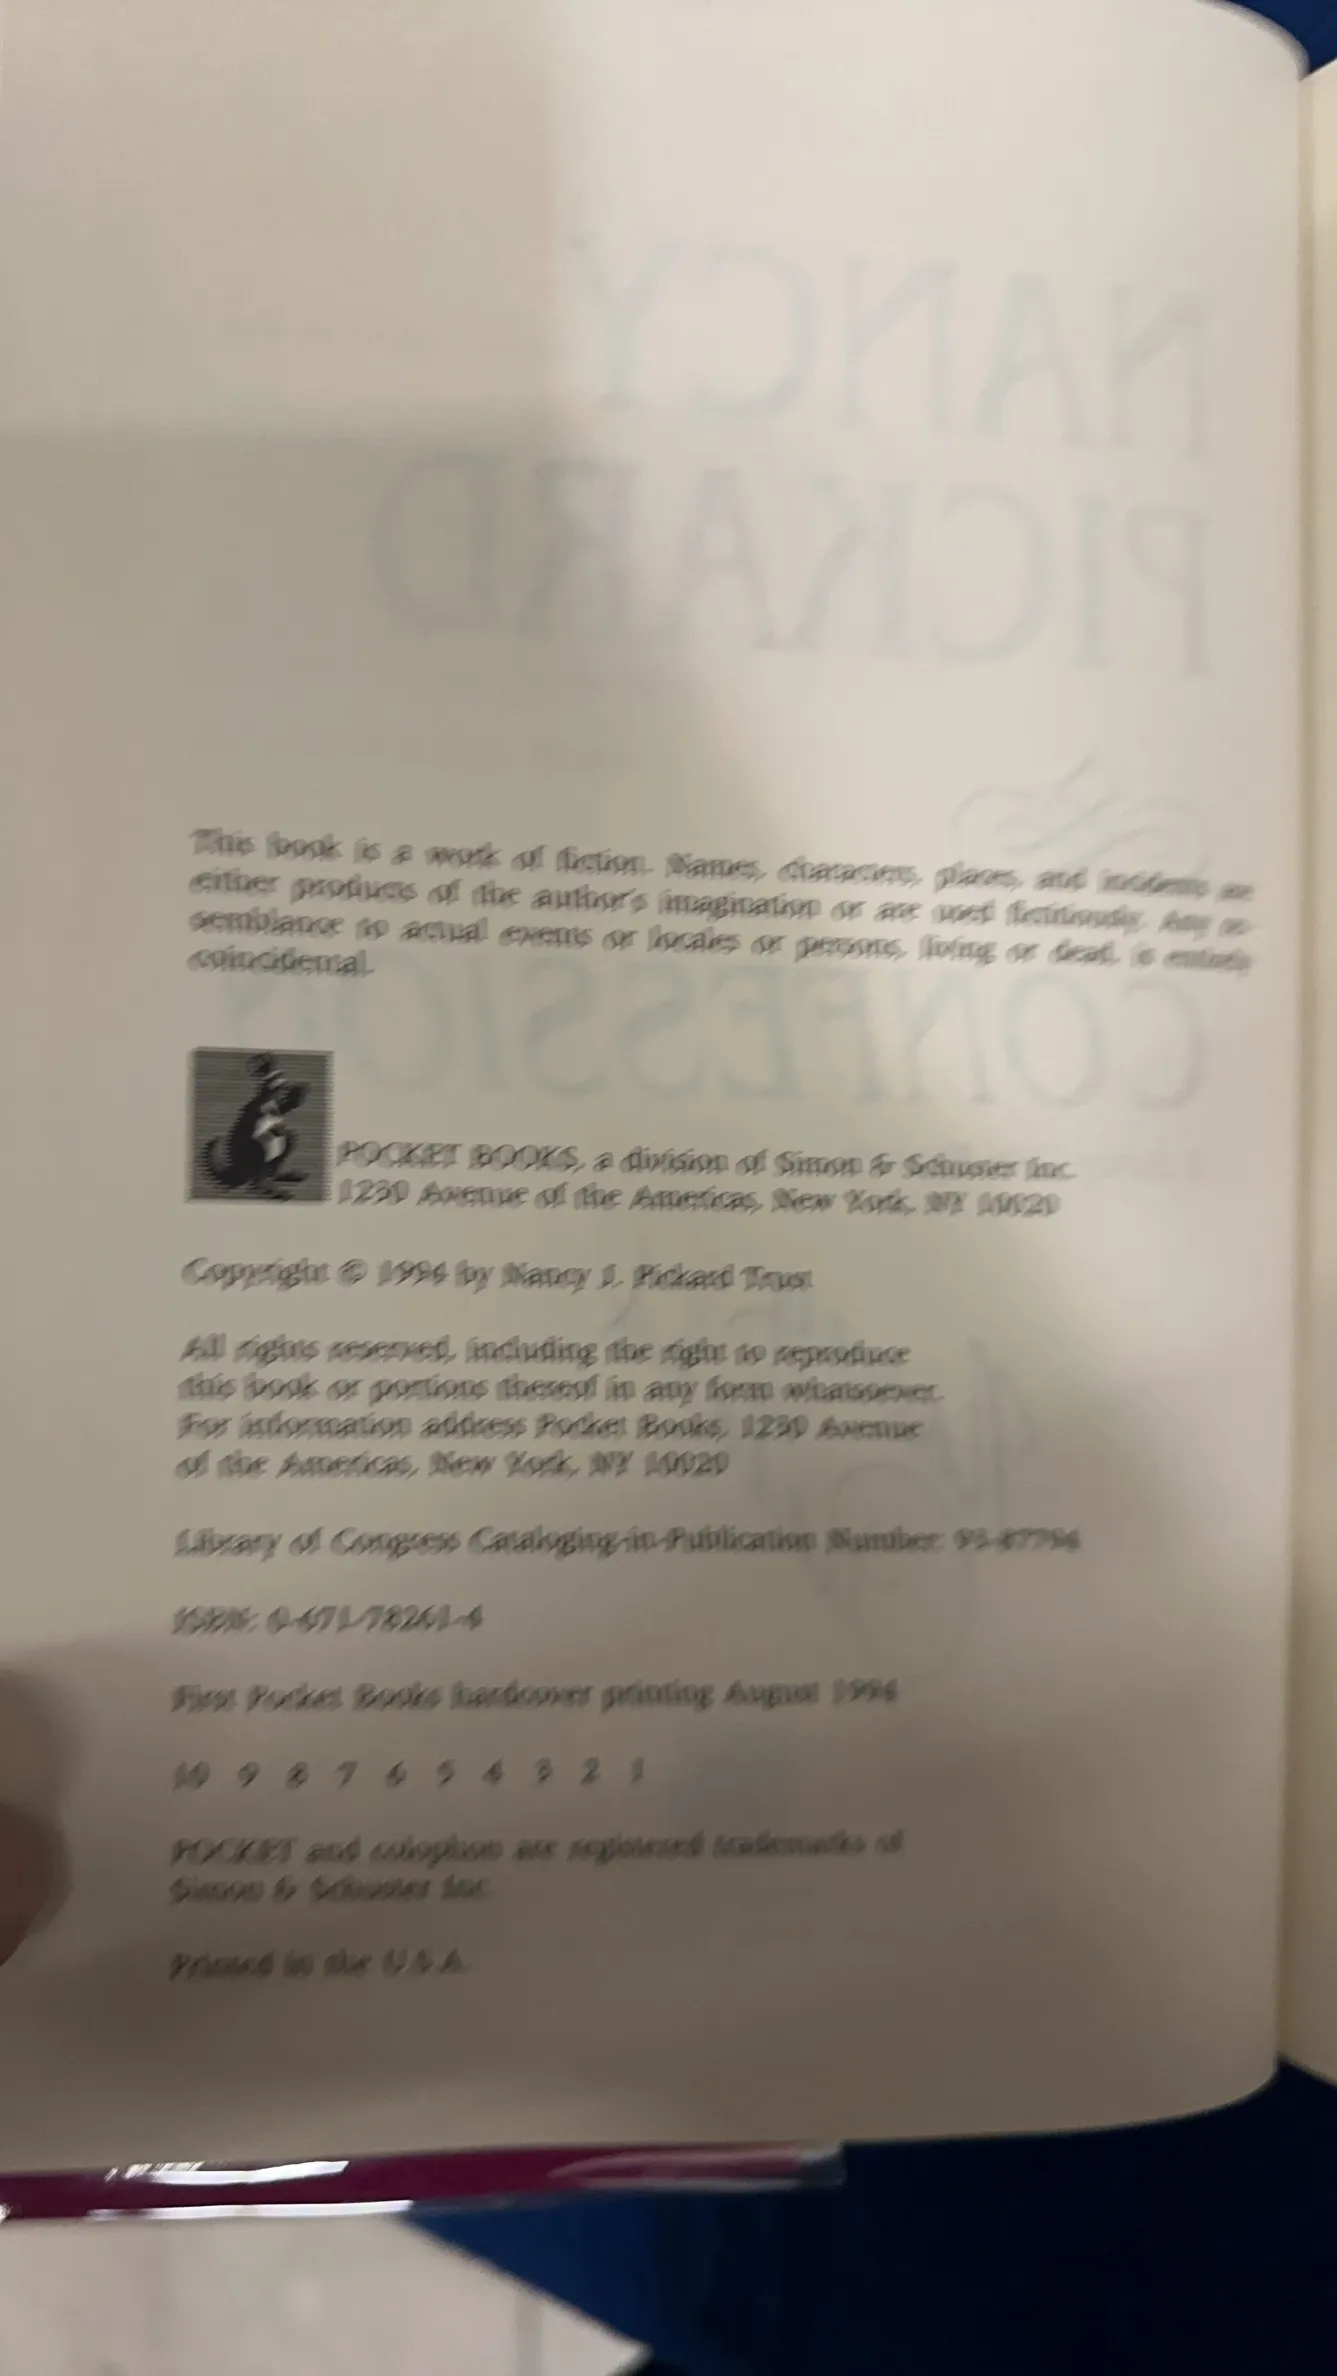 NANCY
PICKARD
This book is a work of fiction. Names, characters, places, and incidents are
either products of the author's imagination or are used fictitiously. Any re-
semblance to actual events or locales or persons, living or dead, is entirely
coincidental.
CONFESSION
POCKET BOOKS, a division of Simon & Schuster Inc.
1230 Avenue of the Americas, New York, NY 10020
Copyright © 1994 by Nancy J. Pickard Trust
All rights reserved, including the right to reproduce
this book or portions thereof in any form whatsoever.
For information address Pocket Books, 1230 Avenue
of the Americas, New York, NY 10020
Library of Congress Cataloging-in-Publication Number:
ISBN: 0-671-78261-4
First Pocket Books hardcover printing August 1994
10 9 8 7 6 5 4 3 2 1
POCKET and colophon are registered trademarks of
Simon & Schuster Inc.
Printed in the U.S.A.